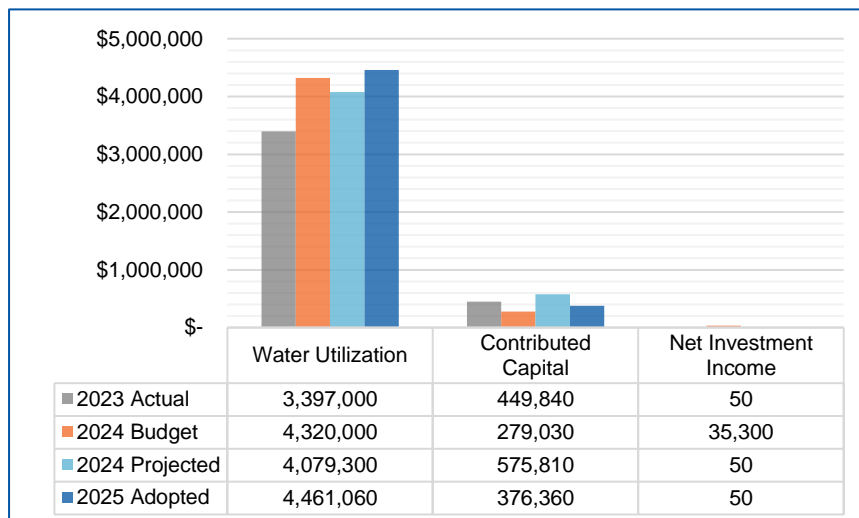 $5,000,000
$4,000,000
$3,000,000
$2,000,000
$1,000,000
$-
Water Utilization
Contributed
Capital
Net Investment
Income
2023 Actual 3,397,000 449,840 50
2024 Budget 4,320,000 279,030 35,300
2024 Projected 4,079,300 575,810 50
2025 Adopted 4,461,060 376,360 50